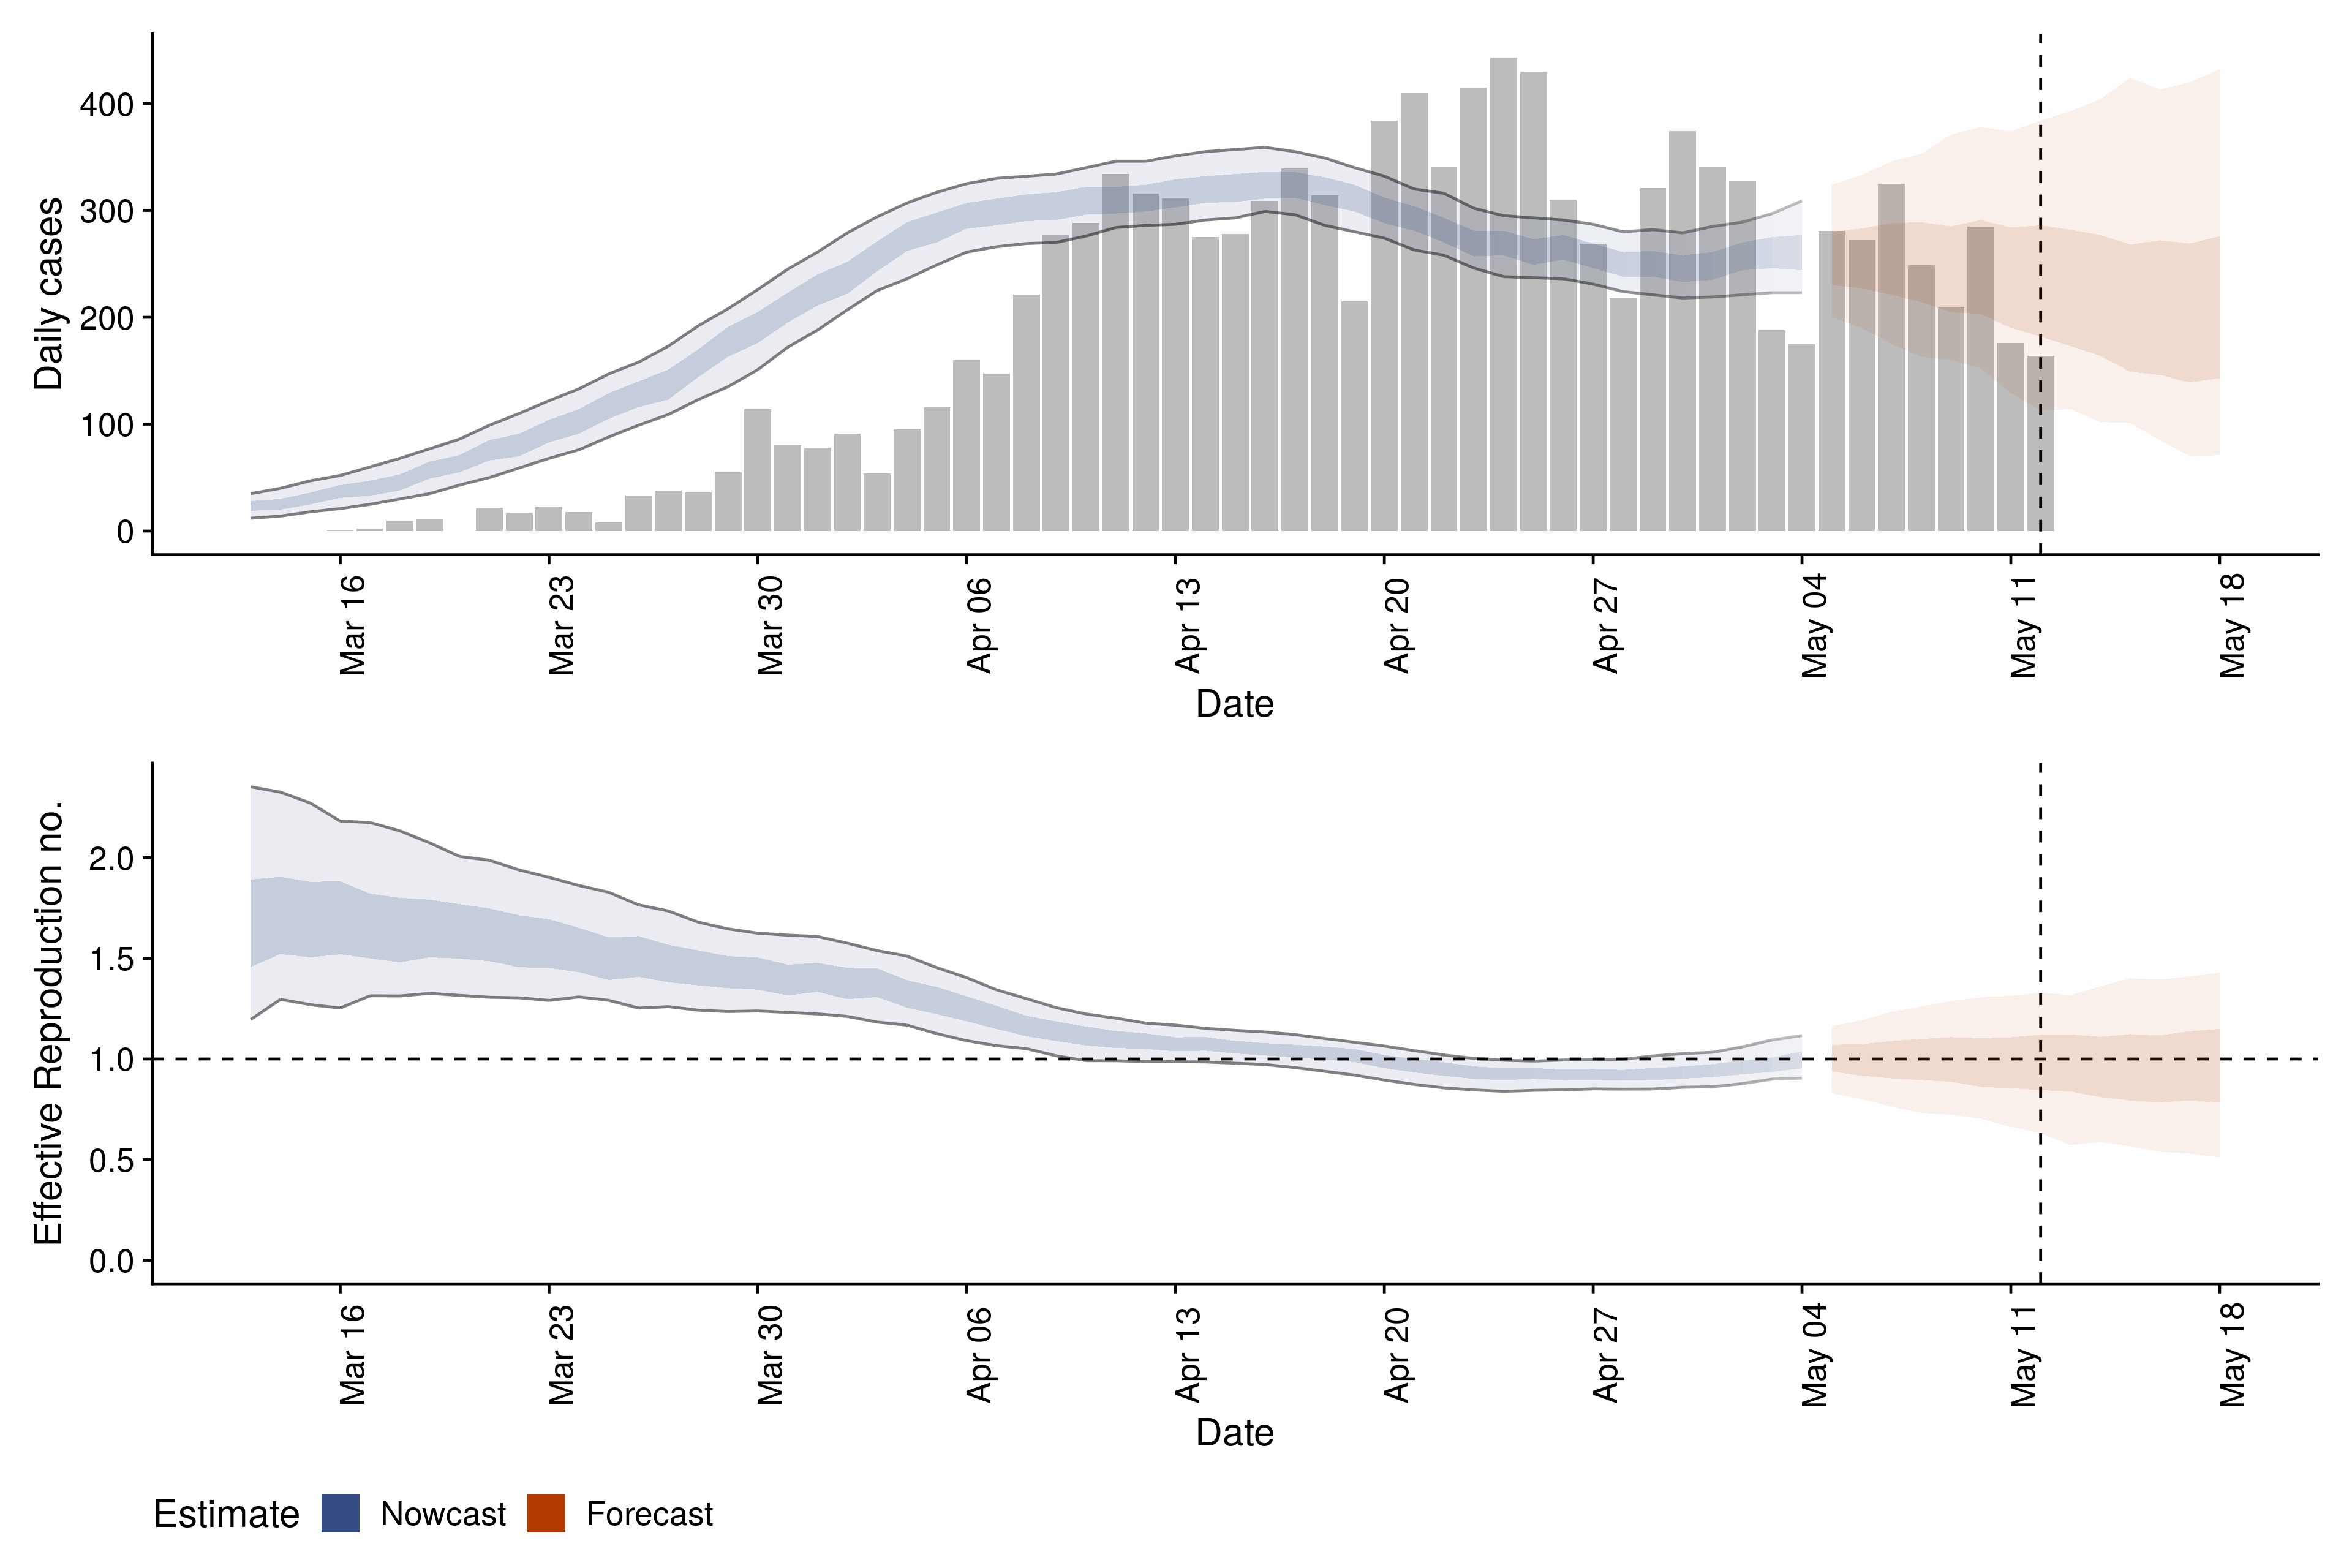 Daily cases
400
300
200
100
0
Mar 16
Mar 23
Mar 30
Apr 06
Apr 13
Apr 20
Apr 27
May 04
May 11
May 18
Date
Effective Reproduction no.
2.0
1.5
1.0
0.5
0.0
Mar 16
Mar 23
Mar 30
Apr 06
Apr 13
Apr 20
Apr 27
May 04
May 11
May 18
Date
Estimate Nowcast Forecast